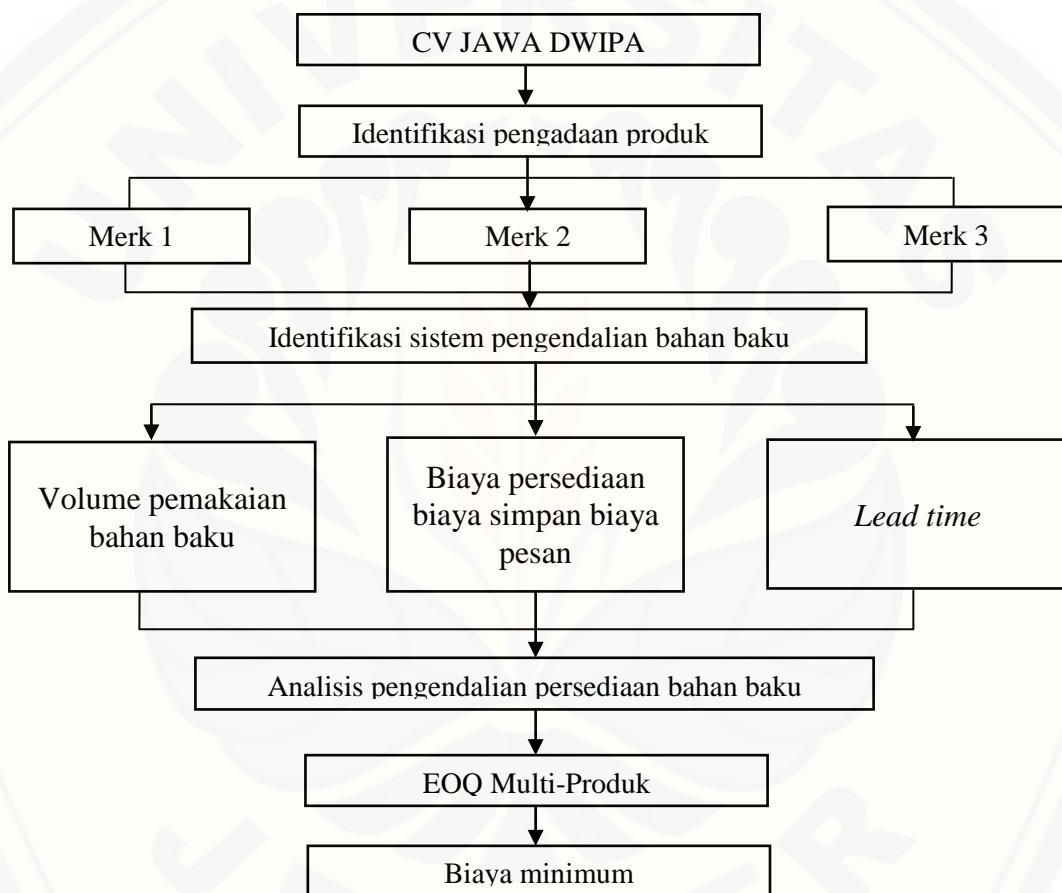 CV JAWA DWIPA
Identifikasi pengadaan produk
Merk 1
Merk 2
Merk 3
Identifikasi sistem pengendalian bahan baku
Volume pemakaian
bahan baku
Biaya persediaan
biaya simpan biaya
pesan
Lead time
Analisis pengendalian persediaan bahan baku
EOQ Multi-Produk
Biaya minimum
UNIVERSITAS